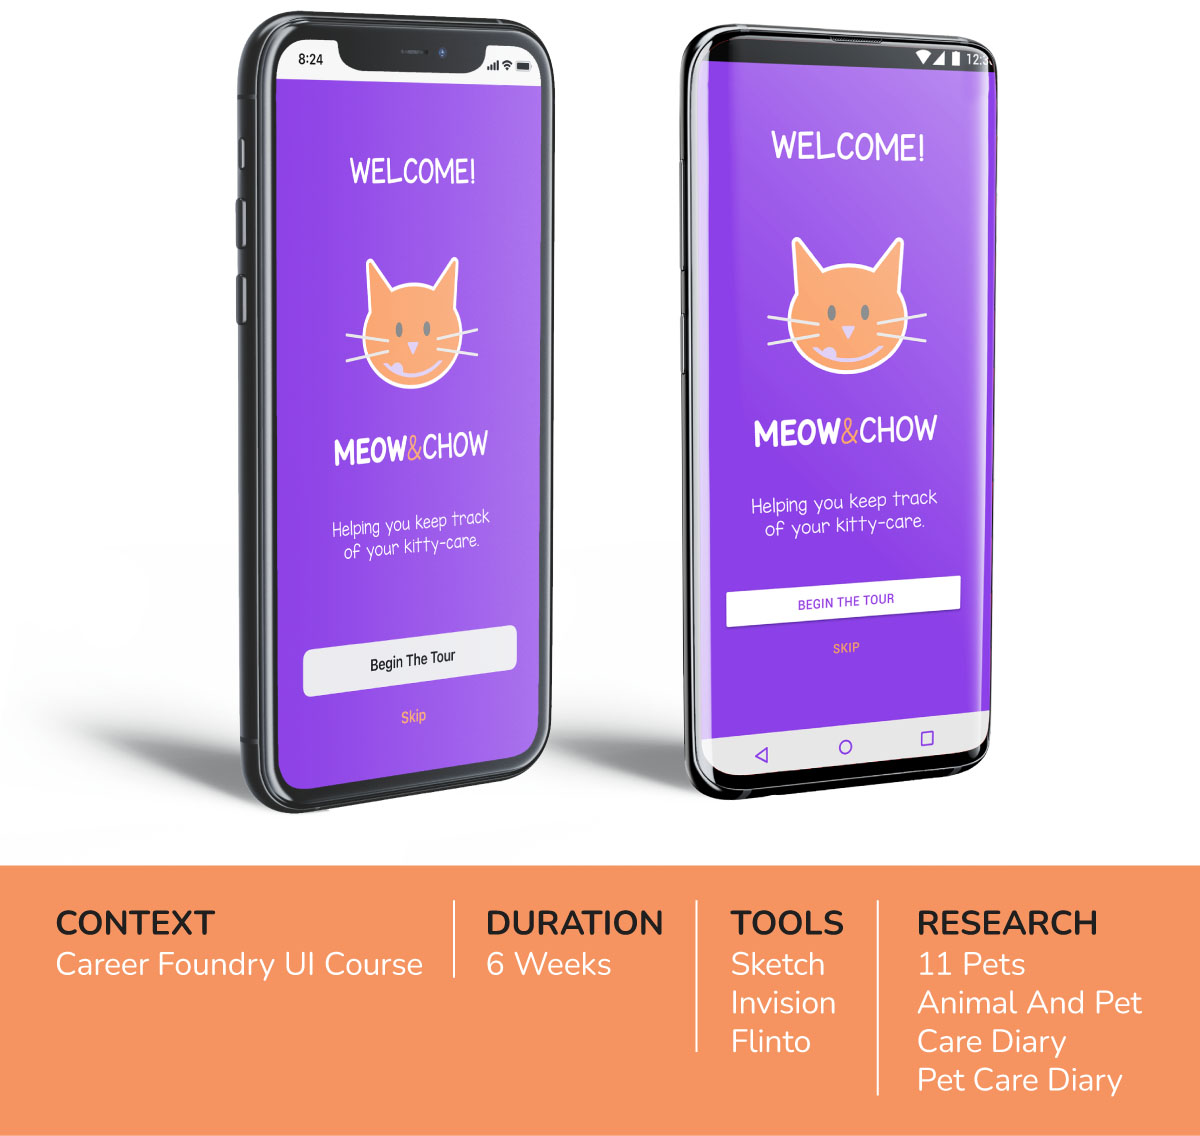 8:24
WELCOME!
MEOW&CHOW
Helping you keep track
of your kitty-care.
Begin The Tour
Skip
WELCOME!
MEOW&CHOW
Helping you keep track
of your kitty-care.
BEGIN THE TOUR
SKIP
CONTEXT
Career Foundry UI Course
DURATION
6 Weeks
TOOLS
Sketch
Invision
Flinto
RESEARCH
11 Pets
Animal And Pet
Care Diary
Pet Care Diary